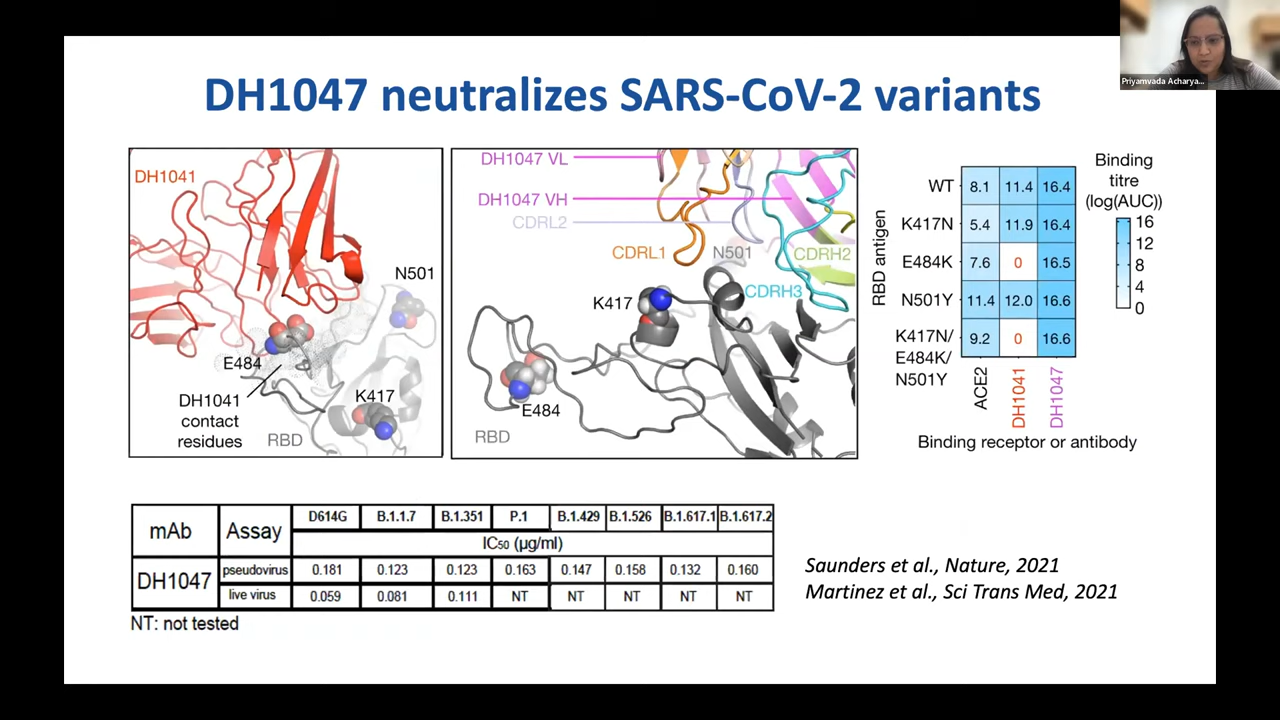 Priyamvada Acharya...
DH1047 neutralizes SARS-CoV-2 variants
DH1041
N501
E484
K417
DH1041
contact
residues
RBD
DH1047 VL
DH1047 VH
CDRL2
CDRL1
N501
CDRH2
CDRH3
K417
E484
RBD
Binding
titre
(log(AUC))
16
12
8
4
0
RBD antigen
WT 8.1 11.4 16.4
K417N 5.4 11.9 16.4
E484K 7.6 0 16.5
N501Y 11.4 12.0 16.6
K417N/ 9.2 0 16.6
E484K/
N501Y
ACE2 DH1041 DH1047
Binding receptor or antibody
mAb Assay D614G B.1.1.7 B.1.351 P.1 B.1.429 B.1.526 B.1.617.1 B.1.617.2
IC50 (µg/ml)
DH1047 pseudovirus 0.181 0.123 0.123 0.163 0.147 0.158 0.132 0.160
live virus 0.059 0.081 0.111 NT NT NT NT NT
NT: not tested
Saunders et al., Nature, 2021
Martinez et al., Sci Trans Med, 2021